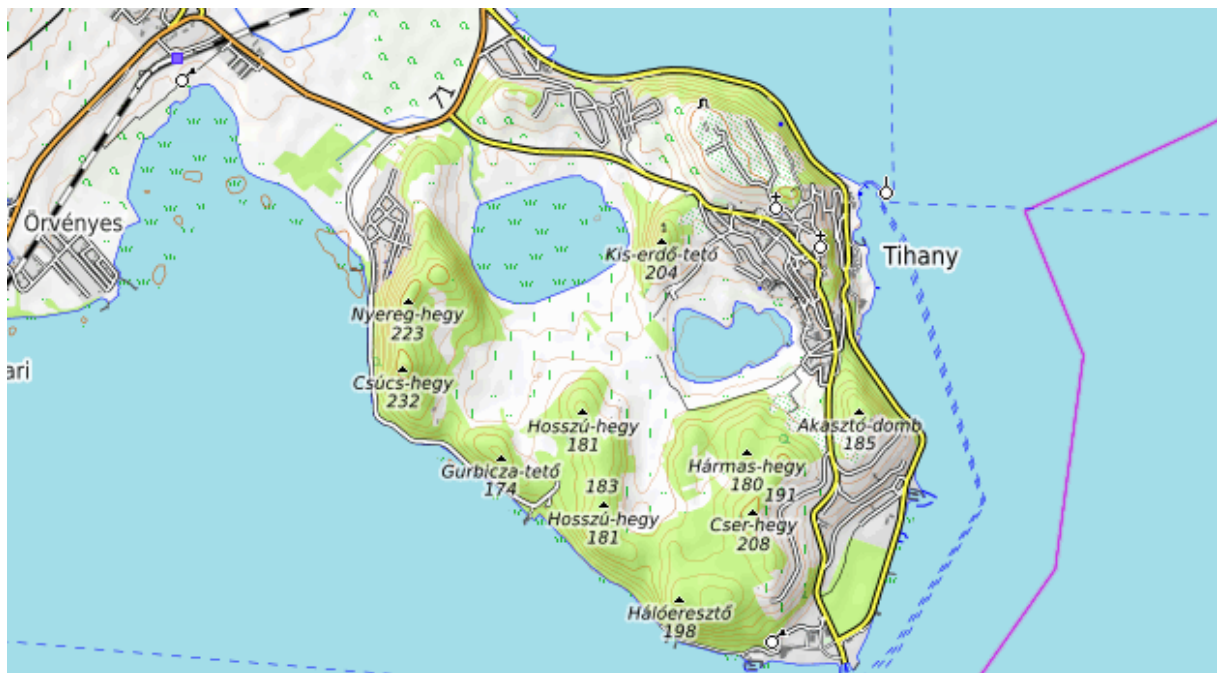 71
Örvényes
Tihany
Kis-erdő-tető
204
Nyereg-hegy
223
ari
Csúcs-hegy
232
Hosszú-hegy
181
Akasztó-domb
185
Gurbicza-tető
174
Hármas-hegy
180
183
191
Hosszú-hegy
181
Cser-hegy
208
Hálóeresztő
198